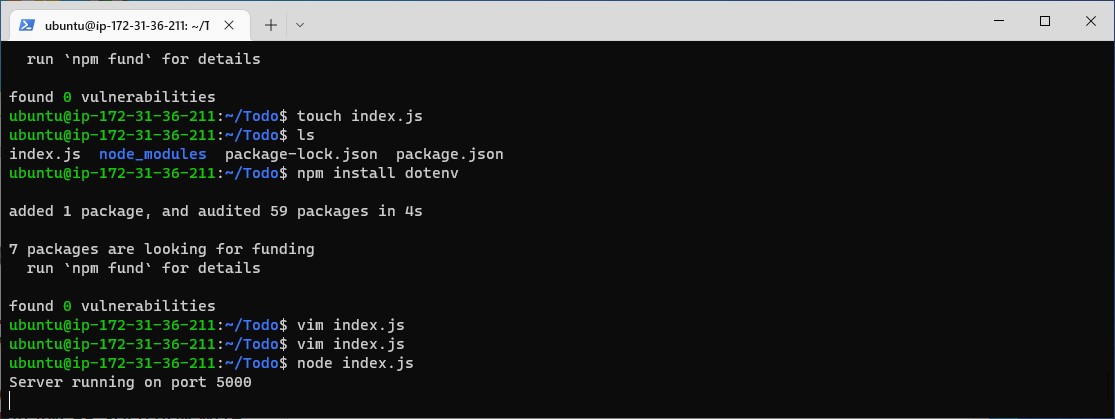 ubuntu@ip-172-31-36-211: ~/T
run `npm fund` for details
found 0 vulnerabilities
ubuntu@ip-172-31-36-211:~/Todo$ touch index.js
ubuntu@ip-172-31-36-211:~/Todo$ ls
index.js  node_modules  package-lock.json  package.json
ubuntu@ip-172-31-36-211:~/Todo$ npm install dotenv
added 1 package, and audited 59 packages in 4s
7 packages are looking for funding
run `npm fund` for details
found 0 vulnerabilities
ubuntu@ip-172-31-36-211:~/Todo$ vim index.js
ubuntu@ip-172-31-36-211:~/Todo$ vim index.js
ubuntu@ip-172-31-36-211:~/Todo$ node index.js
Server running on port 5000